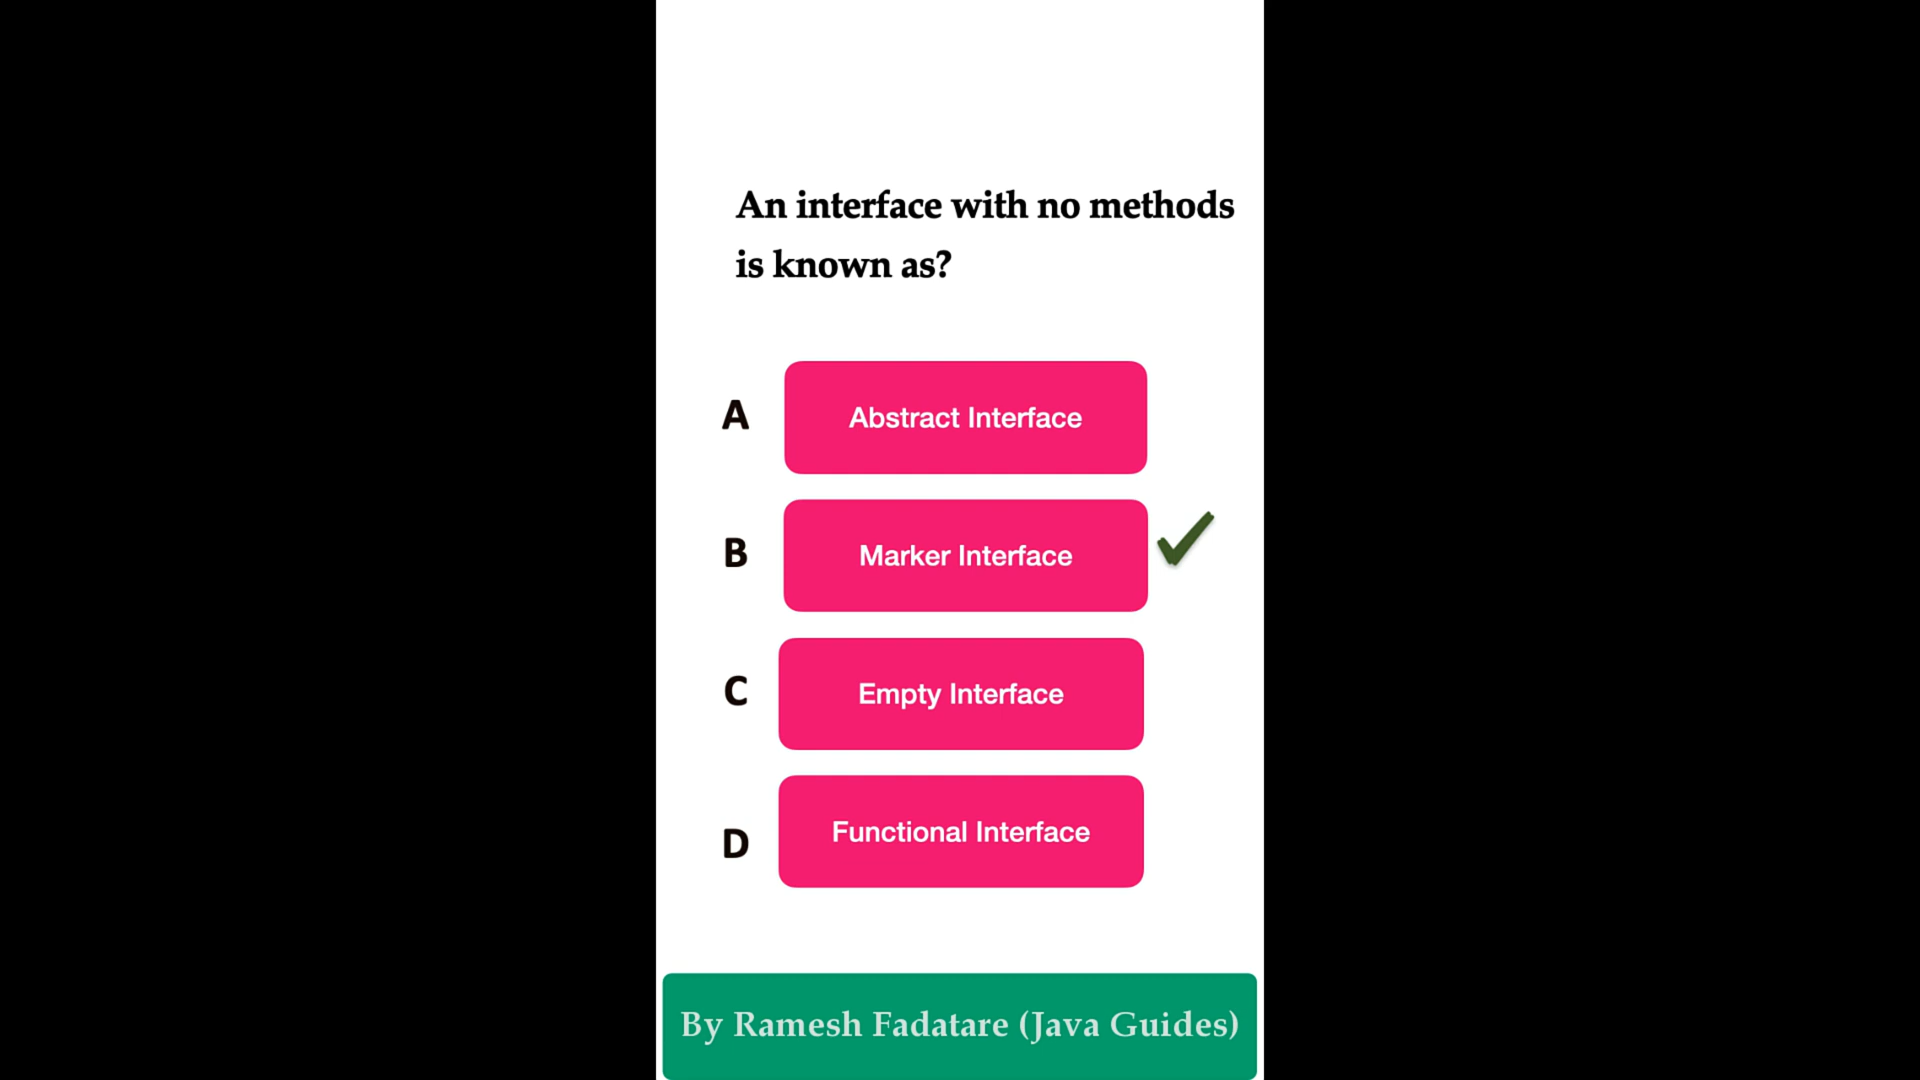 An interface with no methods
is known as?
A
Abstract Interface
B
Marker Interface
C
Empty Interface
D
Functional Interface
By Ramesh Fadatare (Java Guides)